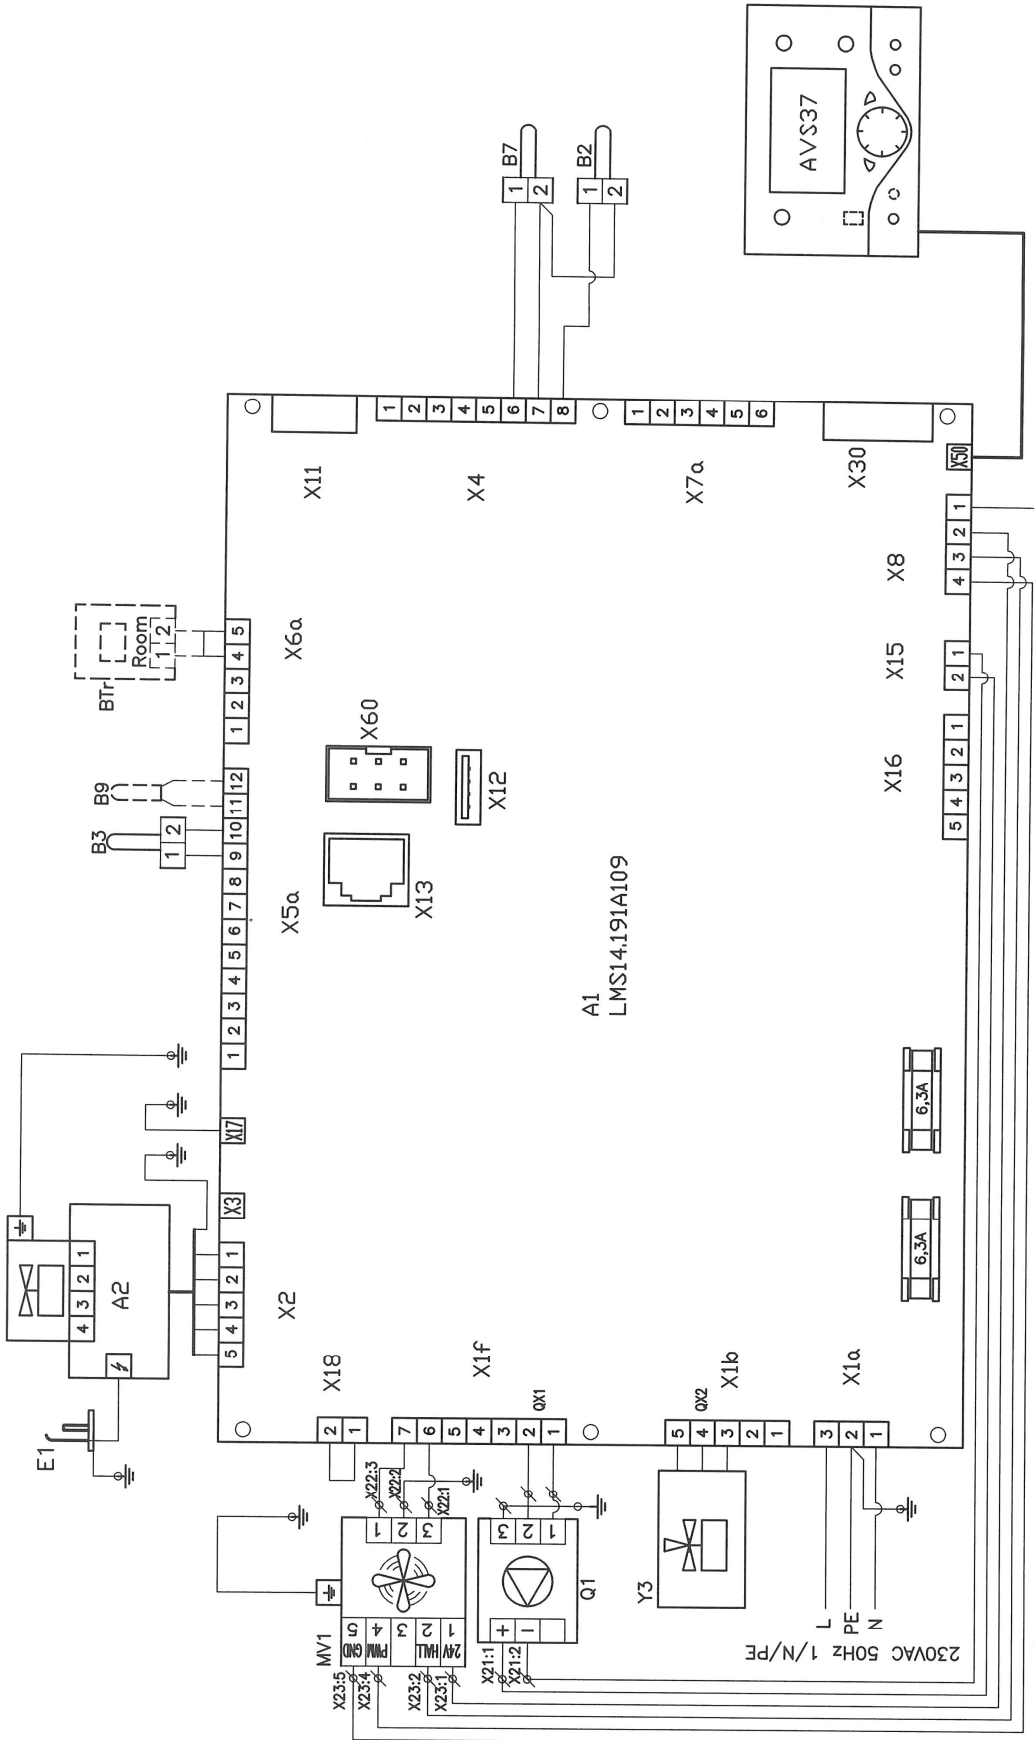 E1
A2
4 3 2 1
X2
5 4 3 2 1
X3
X17
X5a
1 2 3 4 5 6 7 8 9 10 11 12
B3
1 2
B9
X6a
1 2 3 4 5
BTr
Room
1 2
X18
2
1
X1f
7
6
5
4
3
2
1
QX1
X22:3
X22:2
X22:1
MV1
1
2
3
5 GND
4 PWM
3
2 HALL
1 24V
X23:5
X23:4
X23:2
X23:1
Q1
3
2
1
+
-
X21:1
X21:2
Y3
X1b
QX2
5
4
3
2
1
X1a
3
2
1
L
PE
N
230VAC 50Hz 1/N/PE
A1
LMS14.191A109
X13
X60
X12
6,3A
6,3A
X11
X4
1
2
3
4
5
6
7
8
B7
1
2
B2
1
2
X7a
1
2
3
4
5
6
X30
X16
5 4 3 2 1
X15
2 1
X8
4 3 2 1
X50
AVS37